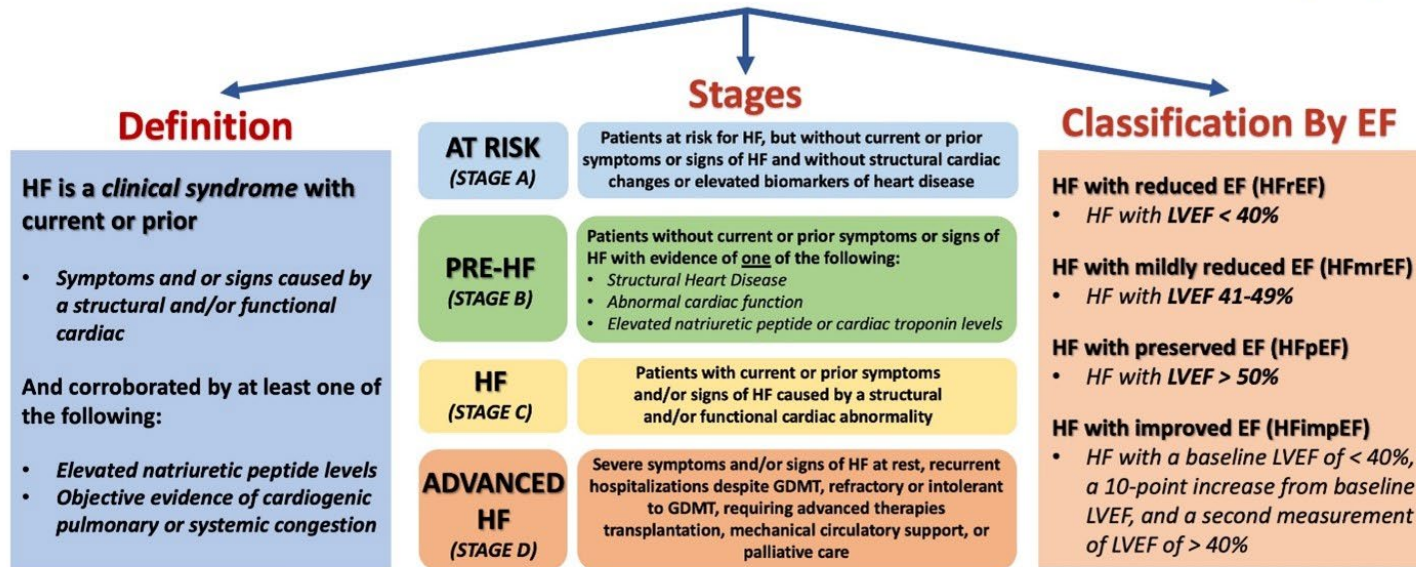 Definition
HF is a clinical syndrome with
current or prior
• Symptoms and or signs caused by
a structural and/or functional
cardiac
And corroborated by at least one of
the following:
• Elevated natriuretic peptide levels
• Objective evidence of cardiogenic
pulmonary or systemic congestion
Stages
AT RISK
(STAGE A)
Patients at risk for HF, but without current or prior
symptoms or signs of HF and without structural cardiac
changes or elevated biomarkers of heart disease
PRE-HF
(STAGE B)
Patients without current or prior symptoms or signs of
HF with evidence of one of the following:
• Structural Heart Disease
• Abnormal cardiac function
• Elevated natriuretic peptide or cardiac troponin levels
HF
(STAGE C)
Patients with current or prior symptoms
and/or signs of HF caused by a structural
and/or functional cardiac abnormality
ADVANCED
HF
(STAGE D)
Severe symptoms and/or signs of HF at rest, recurrent
hospitalizations despite GDMT, refractory or intolerant
to GDMT, requiring advanced therapies
transplantation, mechanical circulatory support, or
palliative care
Classification By EF
HF with reduced EF (HFrEF)
• HF with LVEF < 40%
HF with mildly reduced EF (HFmrEF)
• HF with LVEF 41-49%
HF with preserved EF (HFpEF)
• HF with LVEF > 50%
HF with improved EF (HFimpEF)
• HF with a baseline LVEF of < 40%,
a 10-point increase from baseline
LVEF, and a second measurement
of LVEF of > 40%